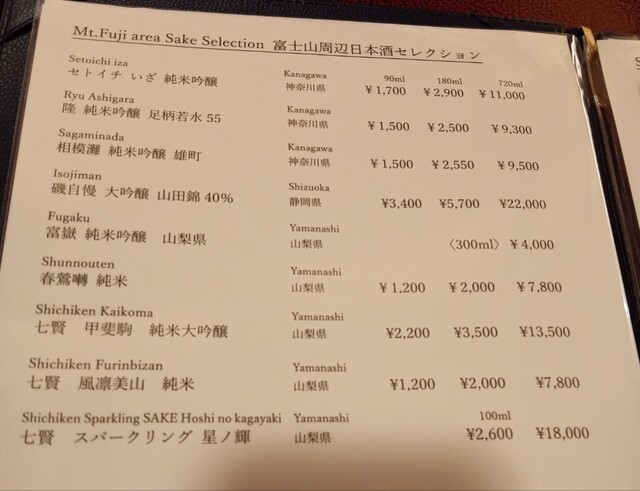 Mt.Fuji area Sake Selection 富士山周辺日本酒セレクション
90ml 180ml 720ml
Setoichi iza Kanagawa
セトイチ いざ 純米吟醸 神奈川県 ¥1,700 ¥2,900 ¥11,000
Ryu Ashigara Kanagawa
隆 純米吟醸 足柄若水55 神奈川県 ¥1,500 ¥2,500 ¥9,300
Sagaminada Kanagawa
相模灘 純米吟醸 雄町 神奈川県 ¥1,500 ¥2,550 ¥9,500
Isojiman Shizuoka
磯自慢 大吟醸 山田錦40% 静岡県 ¥3,400 ¥5,700 ¥22,000
Fugaku Yamanashi
富嶽 純米吟醸 山梨県 山梨県 〈300ml〉¥4,000
Shunnouten Yamanashi
春鶯囀 純米 山梨県 ¥1,200 ¥2,000 ¥7,800
Shichiken Kaikoma Yamanashi
七賢 甲斐駒 純米大吟醸 山梨県 ¥2,200 ¥3,500 ¥13,500
Shichiken Furinbizan Yamanashi
七賢 風凛美山 純米 山梨県 ¥1,200 ¥2,000 ¥7,800
Shichiken Sparkling SAKE Hoshi no kagayaki Yamanashi 100ml
七賢 スパークリング 星ノ輝 山梨県 ¥2,600 ¥18,000